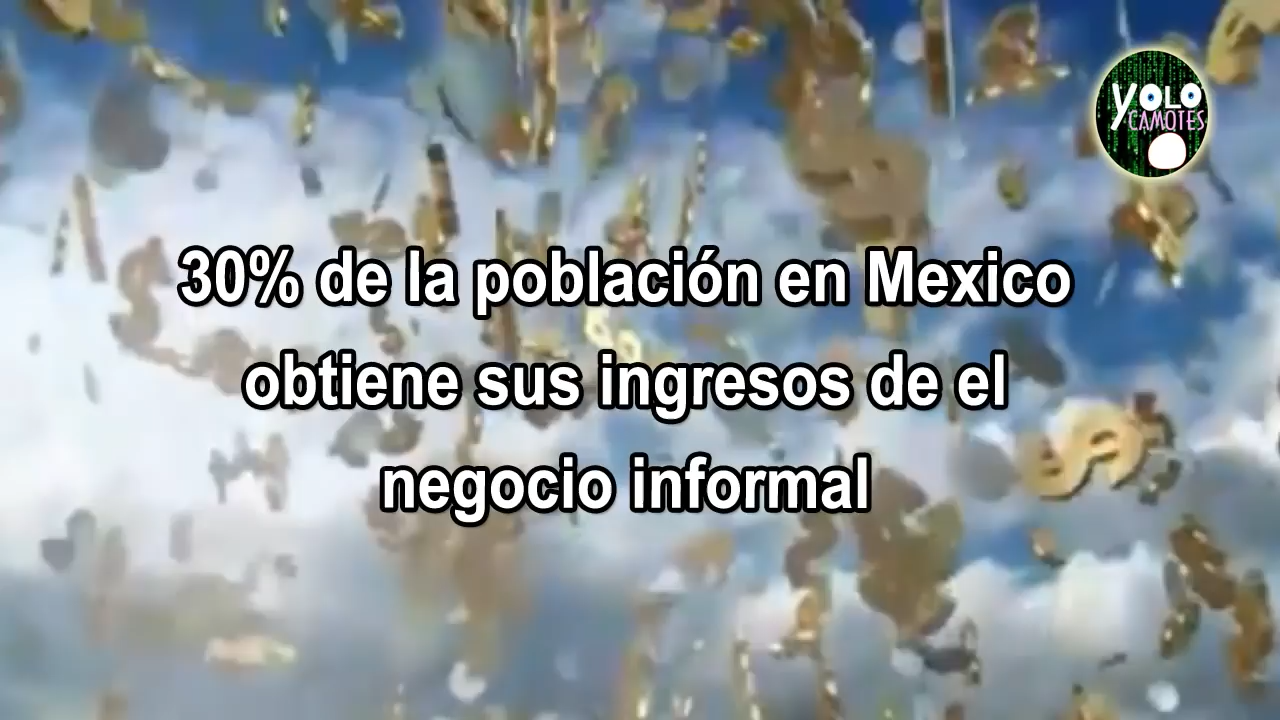 YOLO
CAMOTES
30% de la población en Mexico
obtiene sus ingresos de el
negocio informal